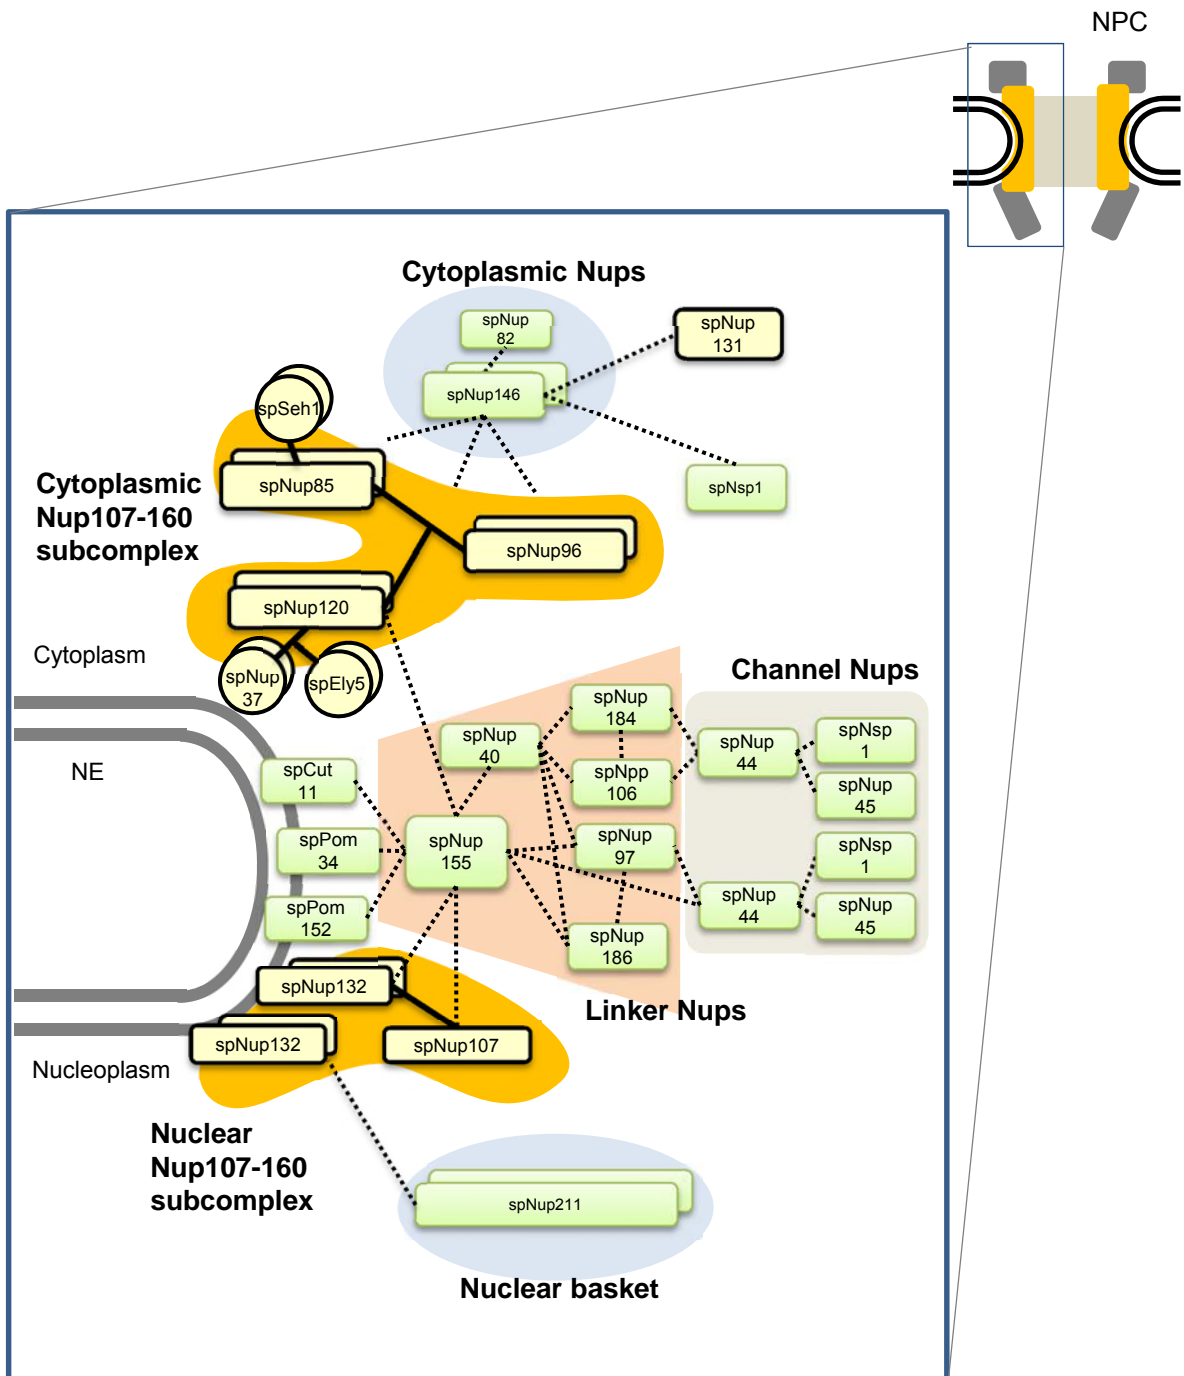 NPC
Cytoplasmic Nups
spNup
82
spNup
131
spNup146
spSeh1
spNup85
spNsp1
Cytoplasmic
Nup107-160
subcomplex
spNup96
spNup120
Cytoplasm
spNup
37
spEly5
Channel Nups
spNup
184
spNup
40
spNup
44
spNsp
1
NE
spCut
11
spNpp
106
spNup
45
spPom
34
spNup
155
spNup
97
spNsp
1
spPom
152
spNup
44
spNup
45
spNup
186
spNup132
Linker Nups
spNup132
spNup107
Nucleoplasm
Nuclear
Nup107-160
subcomplex
spNup211
Nuclear basket